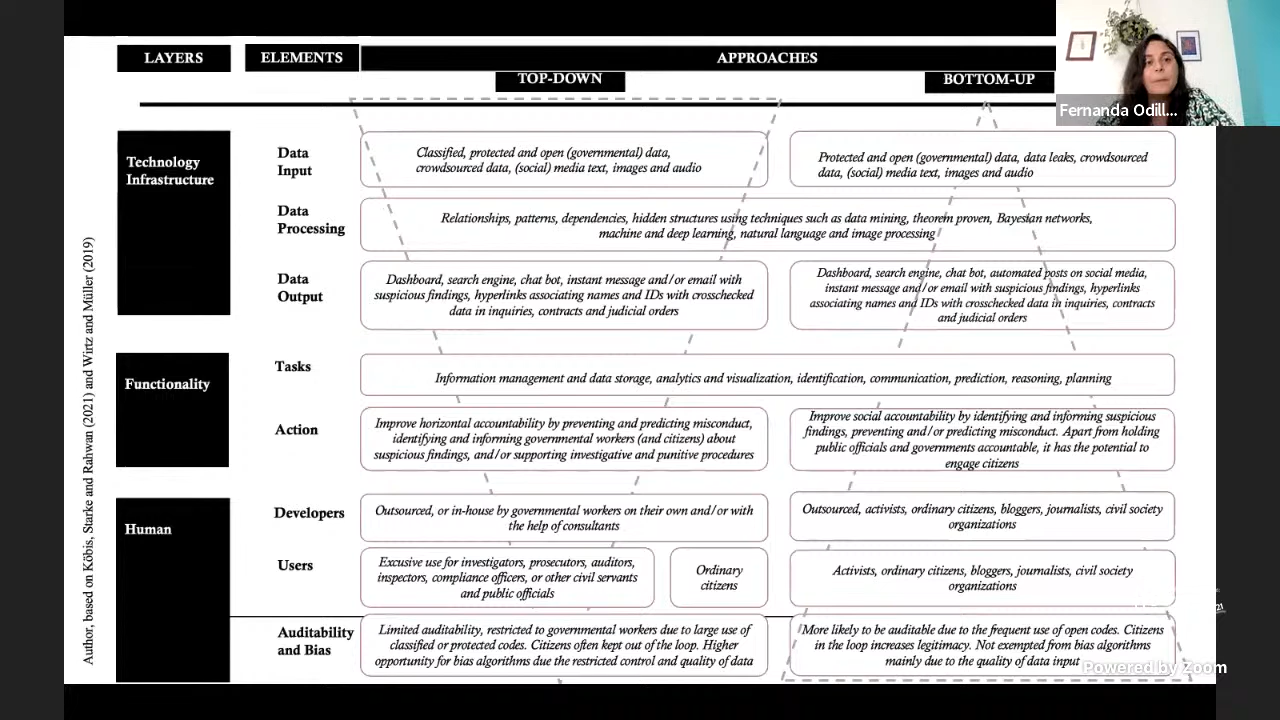 LAYERS
ELEMENTS
APPROACHES
TOP-DOWN
BOTTOM-UP
Fernanda Odill...
Technology
Infrastructure
Data
Input
Classified, protected and open (governmental) data,
crowdsourced data, (social) media text, images and audio
Protected and open (governmental) data, data leaks, crowdsourced
data, (social) media text, images and audio
Data
Processing
Relationships, patterns, dependencies, hidden structures using techniques such as data mining, theorem proven, Bayesian networks,
machine and deep learning, natural language and image processing
Data
Output
Dashboard, search engine, chat bot, instant message and/or email with
suspicious findings, hyperlinks associating names and IDs with crosschecked
data in inquiries, contracts and judicial orders
Dashboard, search engine, chat bot, automated posts on social media,
instant message and/or email with suspicious findings, hyperlinks
associating names and IDs with crosschecked data in inquiries, contracts
and judicial orders
Functionality
Tasks
Information management and data storage, analytics and visualization, identification, communication, prediction, reasoning, planning
Action
Improve horizontal accountability by preventing and predicting misconduct,
identifying and informing governmental workers (and citizens) about
suspicious findings, and/or supporting investigative and punitive procedures
Improve social accountability by identifying and informing suspicious
findings, preventing and/or predicting misconduct. Apart from holding
public officials and governments accountable, it has the potential to
engage citizens
Human
Developers
Outsourced, or in-house by governmental workers on their own and/or with
the help of consultants
Outsourced, activists, ordinary citizens, bloggers, journalists, civil society
organizations
Users
Excusive use for investigators, prosecutors, auditors,
inspectors, compliance officers, or other civil servants
and public officials
Ordinary
citizens
Activists, ordinary citizens, bloggers, journalists, civil society
organizations
Auditability
and Bias
Limited auditability, restricted to governmental workers due to large use of
classified or protected codes. Citizens often kept out of the loop. Higher
opportunity for bias algorithms due the restricted control and quality of data
More likely to be auditable due to the frequent use of open codes. Citizens
in the loop increases legitimacy. Not exempted from bias algorithms
mainly due to the quality of data input
Author, based on Köbis, Starke and Rahwan (2021) and Wirtz and Müller (2019)
Powered by Zoom